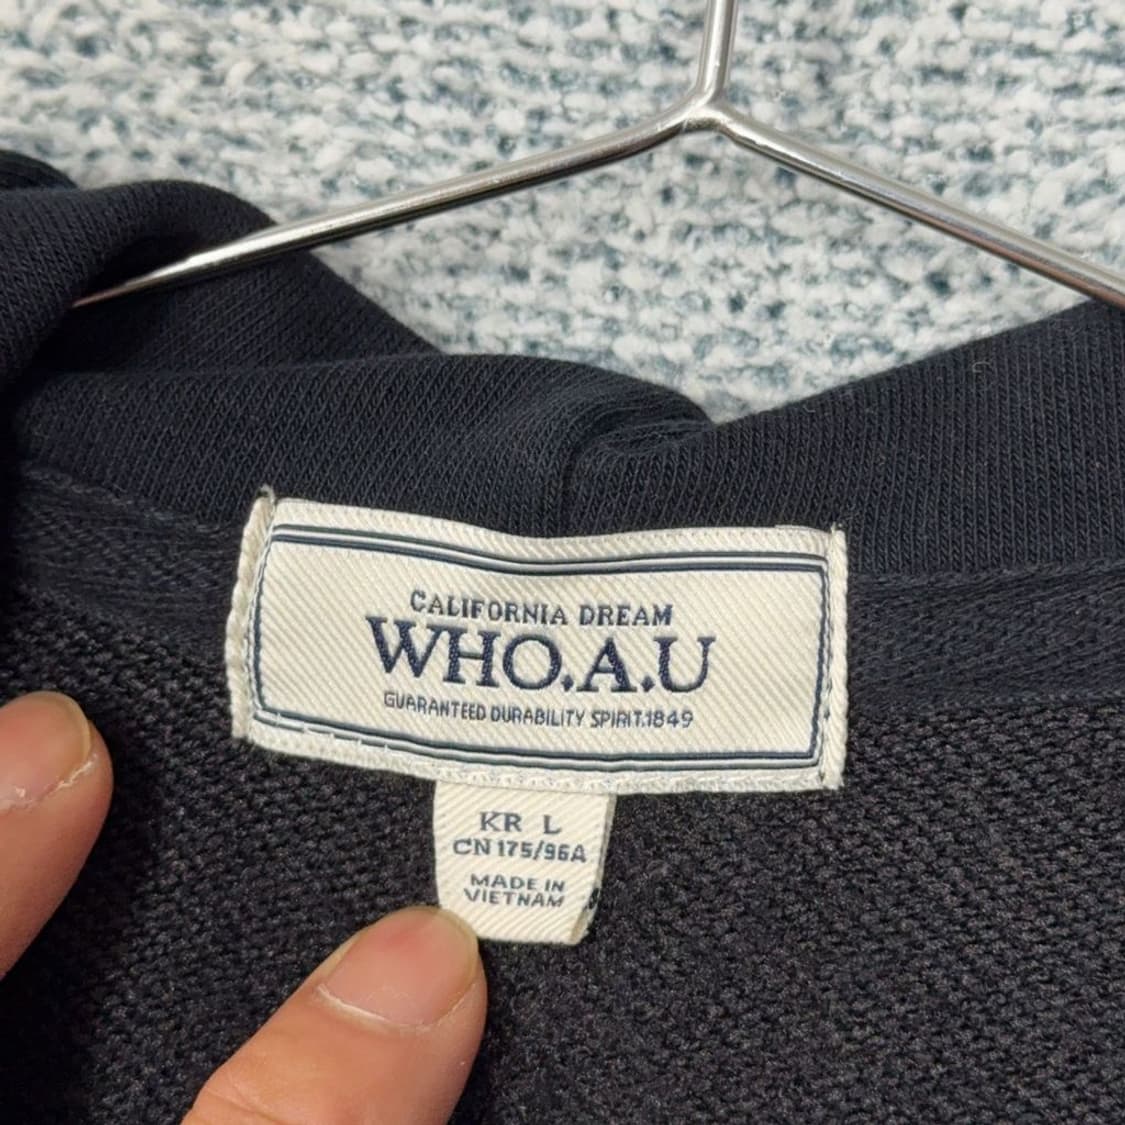 CALIFORNIA DREAM
WHO.A.U
GUARANTEED DURABILITY SPIRIT.1849
KR L
CN 175/96A
MADE IN
VIETNAM